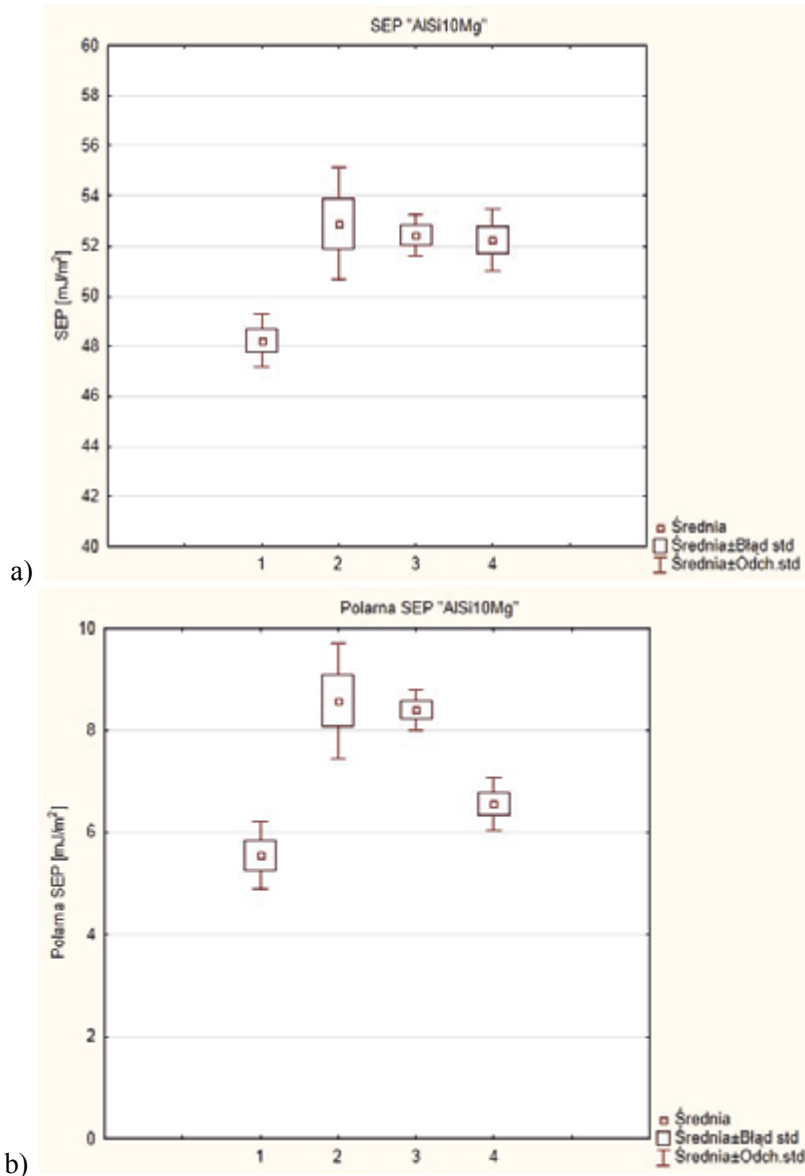 SEP "AlSi10Mg"
60
58
56
54
52
50
48
46
44
42
40
SEP [mJ/m²]
1 2 3 4
Średnia
Średnia±Błąd std
Średnia±Odch.std
a)
Polarna SEP "AlSi10Mg"
10
8
6
4
2
0
Polarna SEP [mJ/m²]
1 2 3 4
Średnia
Średnia±Błąd std
Średnia±Odch.std
b)